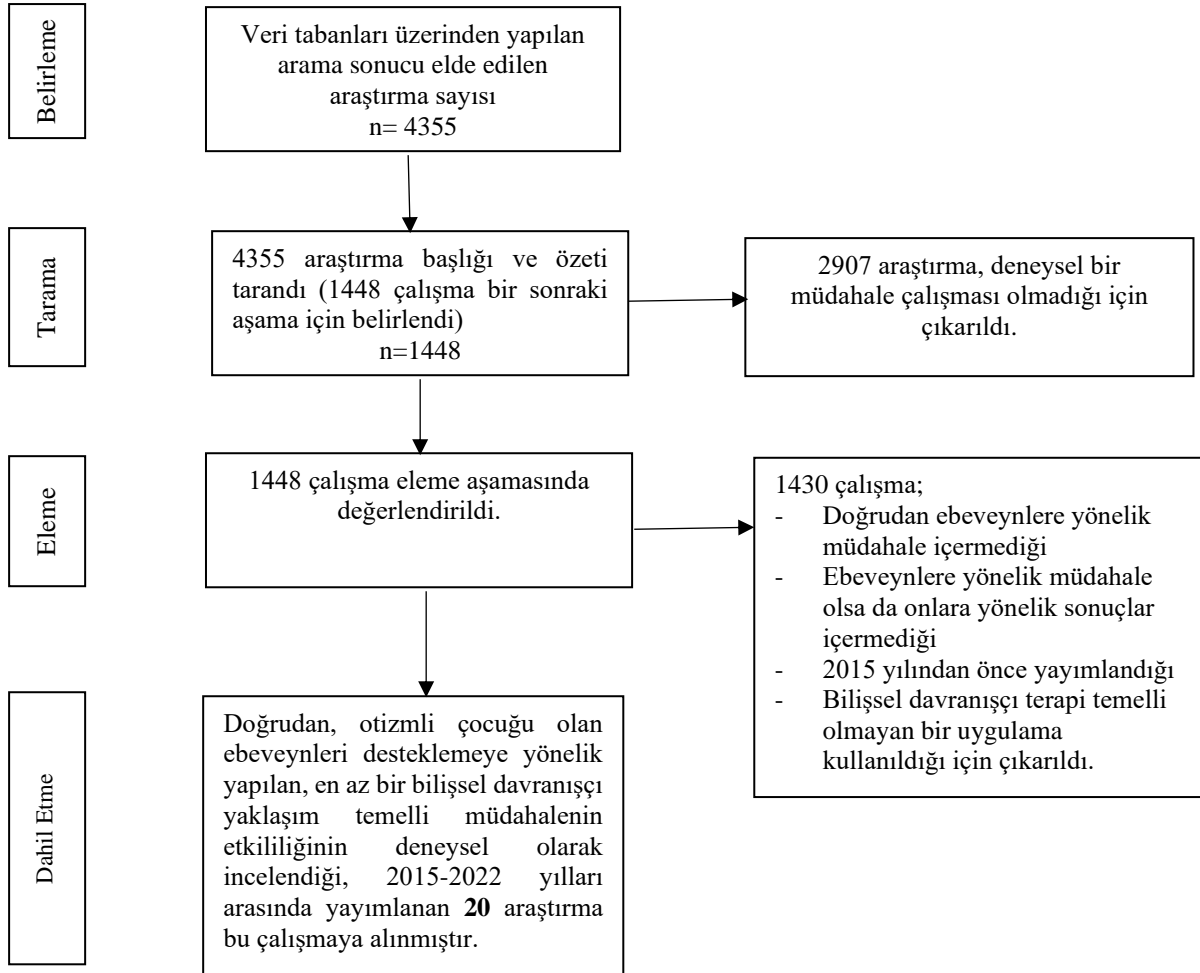 Belirleme
Veri tabanları üzerinden yapılan
arama sonucu elde edilen
araştırma sayısı
n= 4355
Tarama
4355 araştırma başlığı ve özeti
tarandı (1448 çalışma bir sonraki
aşama için belirlendi)
n=1448
2907 araştırma, deneysel bir
müdahale çalışması olmadığı için
çıkarıldı.
Eleme
1448 çalışma eleme aşamasında
değerlendirildi.
1430 çalışma;
- Doğrudan ebeveynlere yönelik
müdahale içermediği
- Ebeveynlere yönelik müdahale
olsa da onlara yönelik sonuçlar
içermediği
- 2015 yılından önce yayımlandığı
- Bilişsel davranışçı terapi temelli
olmayan bir uygulama
kullanıldığı için çıkarıldı.
Dahil Etme
Doğrudan, otizmli çocuğu olan
ebeveynleri desteklemeye yönelik
yapılan, en az bir bilişsel davranışçı
yaklaşım temelli müdahalenin
etkililiğinin deneysel olarak
incelendiği, 2015-2022 yılları
arasında yayımlanan 20 araştırma
bu çalışmaya alınmıştır.